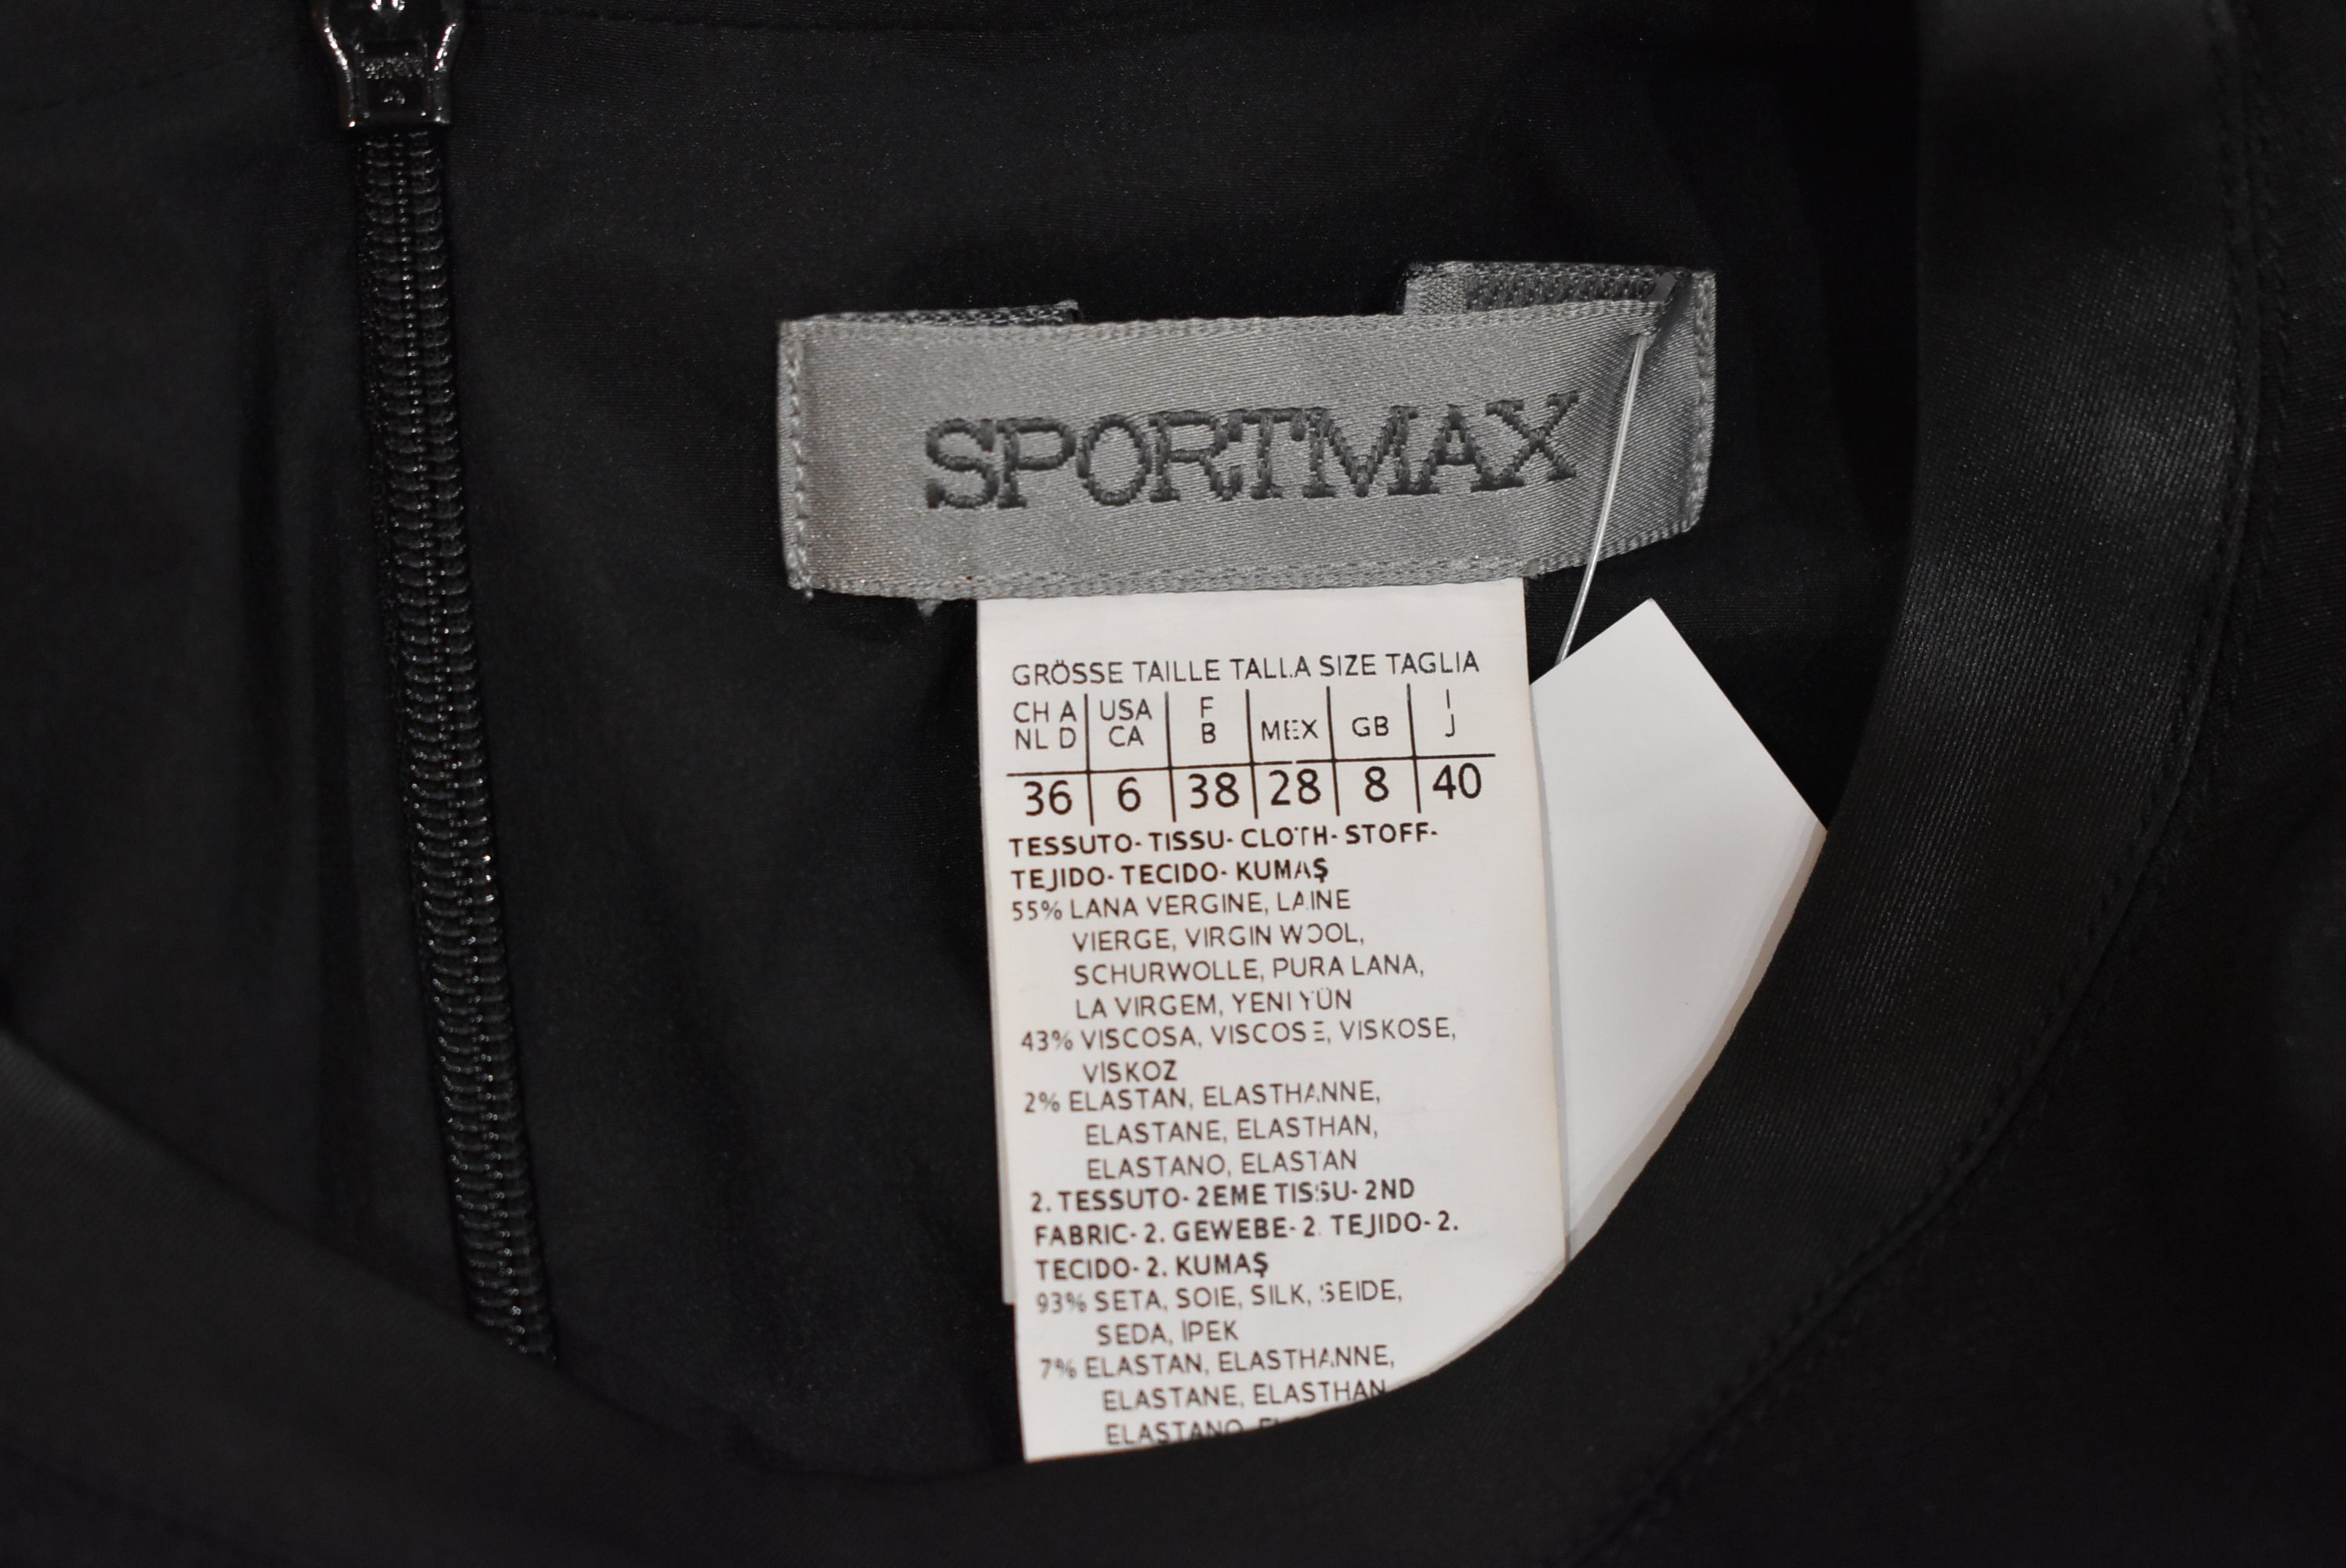 SPORTMAX
GRÖSSE TAILLE TALLA SIZE TAGLIA
CH A USA F MEX GB I
NL D CA B J
36 6 38 28 8 40
TESSUTO- TISSU- CLOTH- STOFF-
TEJIDO- TECIDO- KUMAŞ
55% LANA VERGINE, LAINE
VIERGE, VIRGIN WOOL,
SCHURWOLLE, PURA LANA,
LA VIRGEM, YENI YÜN
43% VISCOSA, VISCOSE, VISKOSE,
VİSKOZ
2% ELASTAN, ELASTHANNE,
ELASTANE, ELASTHAN,
ELASTANO, ELASTAN
2. TESSUTO- 2EME TISSU- 2ND
FABRIC- 2. GEWEBE- 2. TEJIDO- 2.
TECIDO- 2. KUMAŞ
93% SETA, SOIE, SILK, SEIDE,
SEDA, İPEK
7% ELASTAN, ELASTHANNE,
ELASTANE, ELASTHAN
ELASTANO